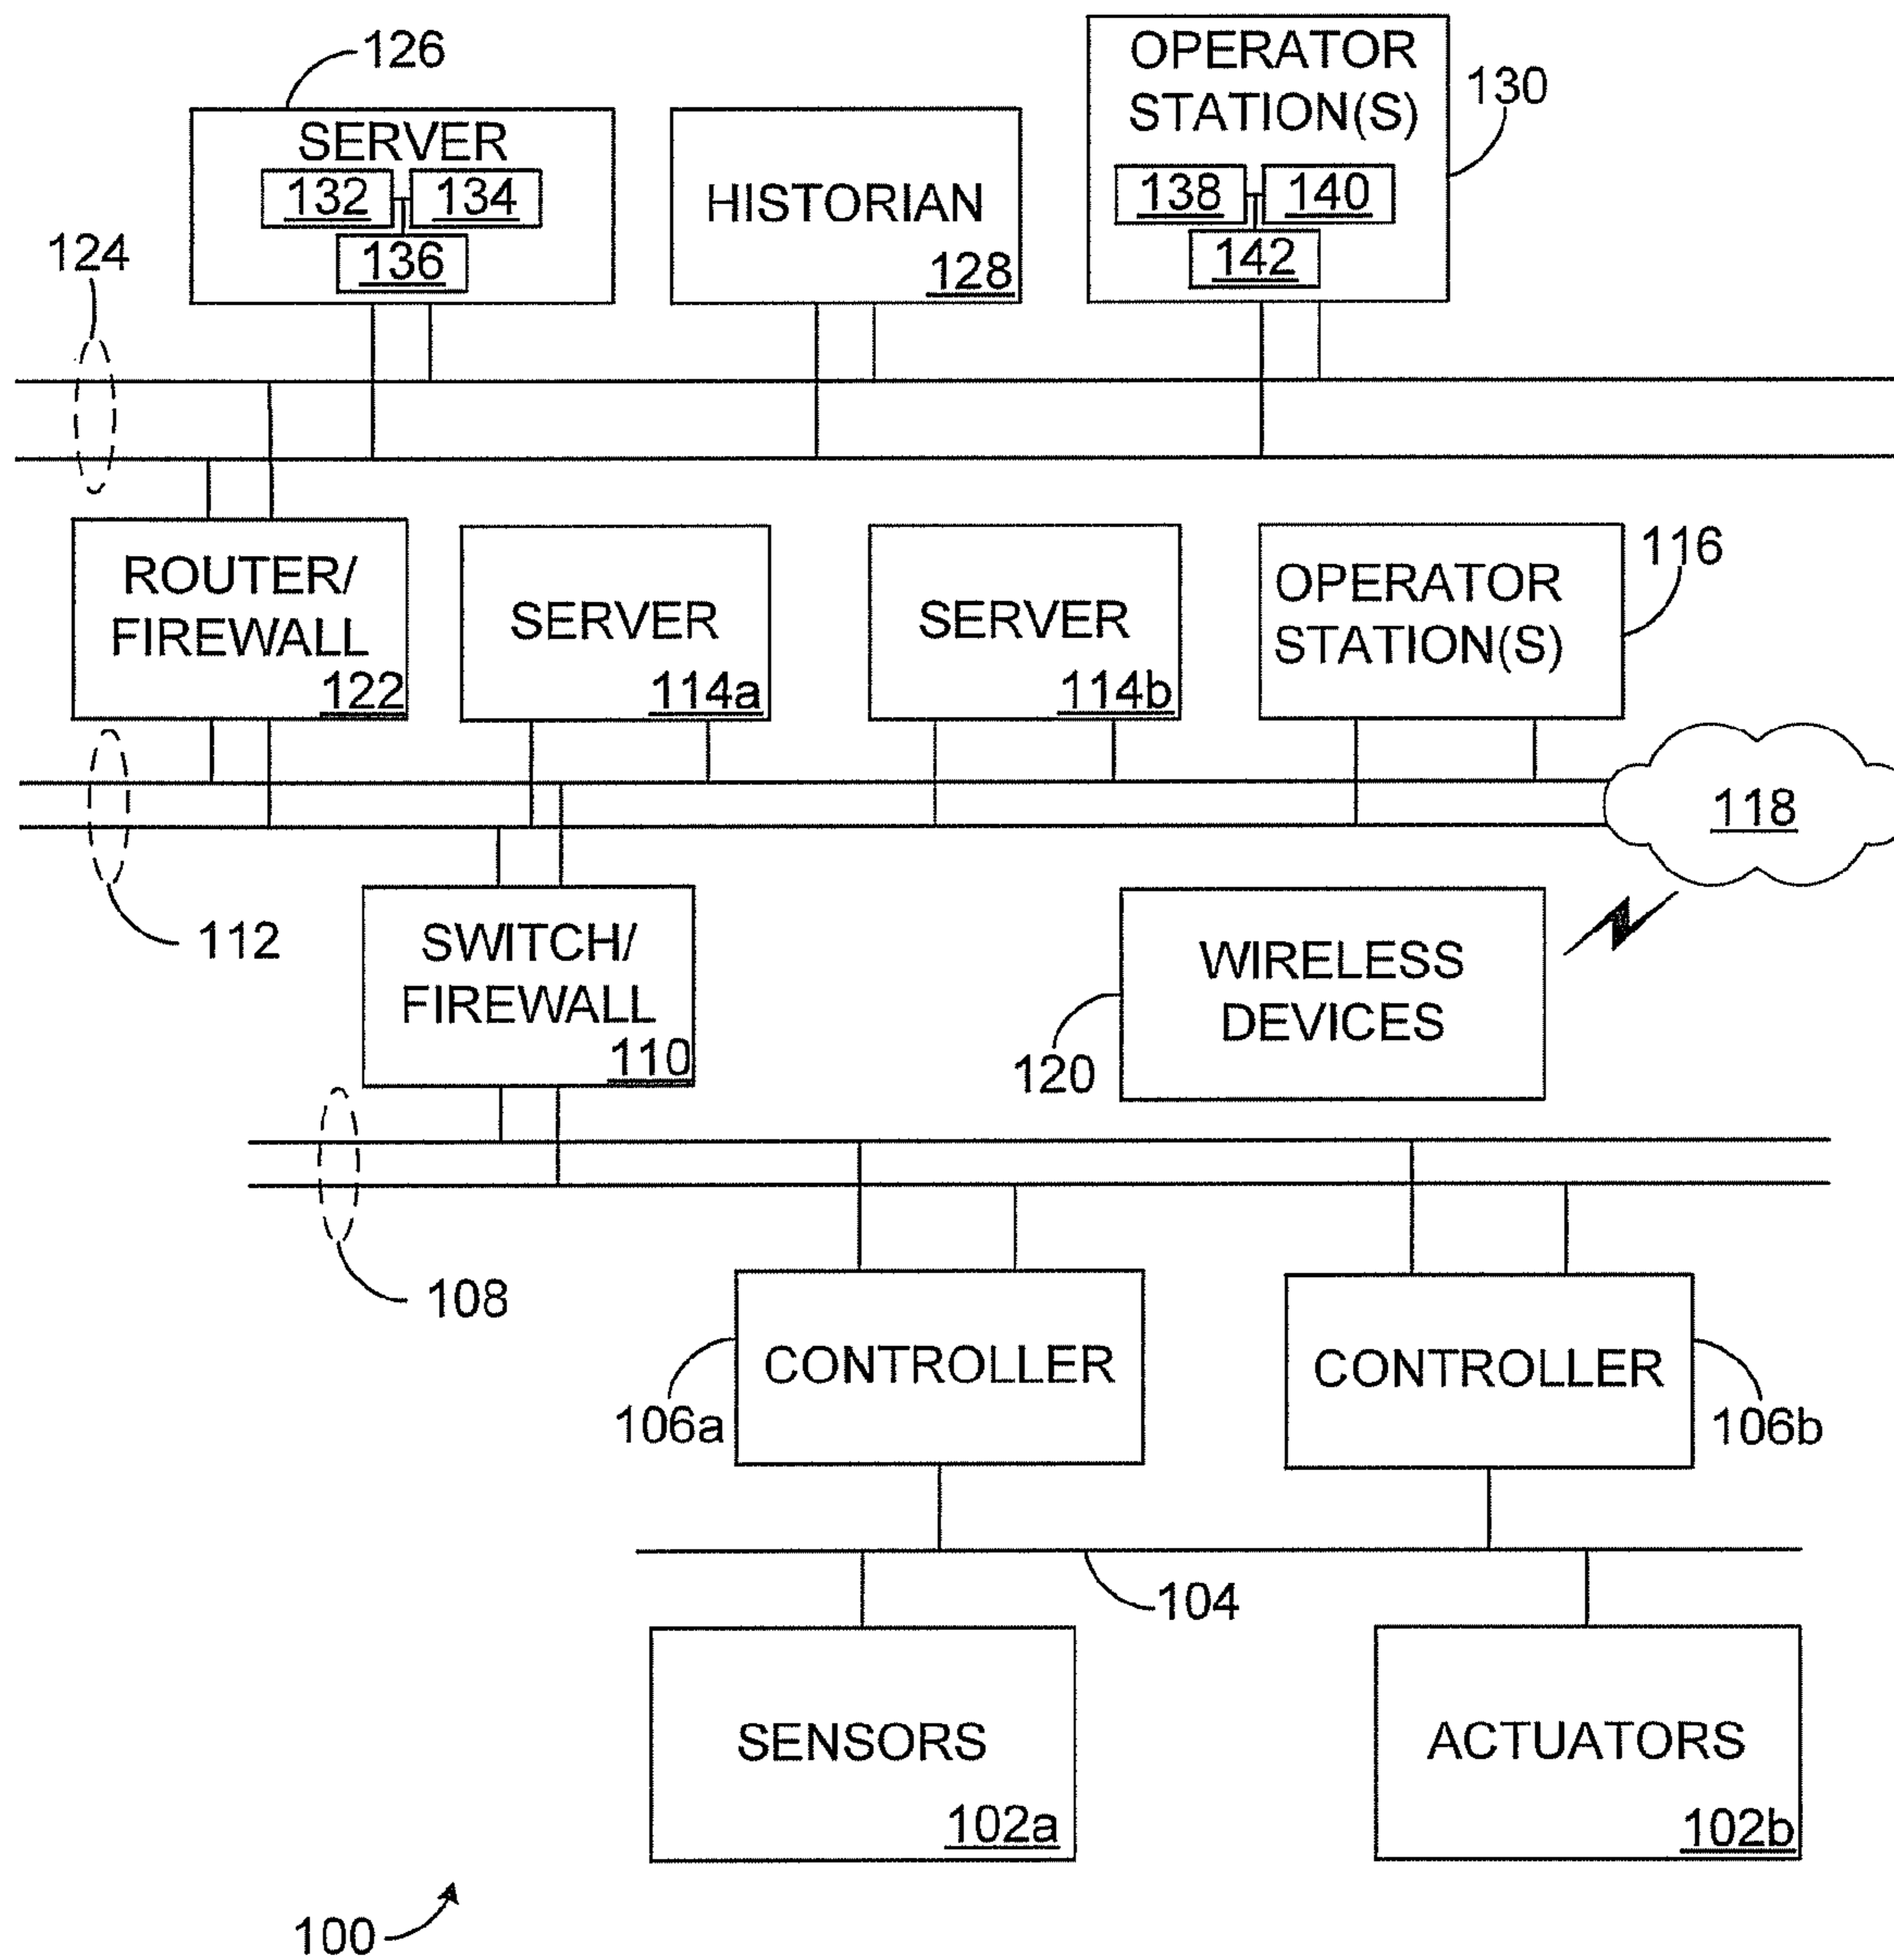 126
OPERATOR
STATION(S)
130
SERVER
132
134
136
HISTORIAN
128
138
140
142
124
ROUTER/
FIREWALL
122
SERVER
114a
SERVER
114b
OPERATOR
STATION(S)
116
118
112
SWITCH/
FIREWALL
110
WIRELESS
DEVICES
120
108
CONTROLLER
106a
CONTROLLER
106b
104
SENSORS
102a
ACTUATORS
102b
100